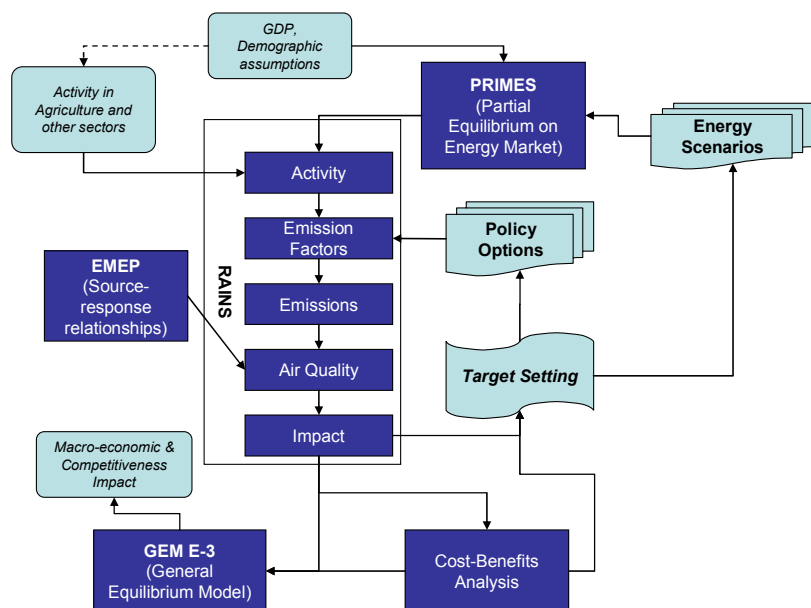 GDP,
Demographic
assumptions
Activity in
Agriculture and
other sectors
PRIMES
(Partial
Equilibrium on
Energy Market)
Energy
Scenarios
Activity
Emission
Factors
Policy
Options
EMEP
(Source-
response
relationships)
RAINS
Emissions
Air Quality
Target Setting
Impact
Macro-economic &
Competitiveness
Impact
GEM E-3
(General
Equilibrium Model)
Cost-Benefits
Analysis